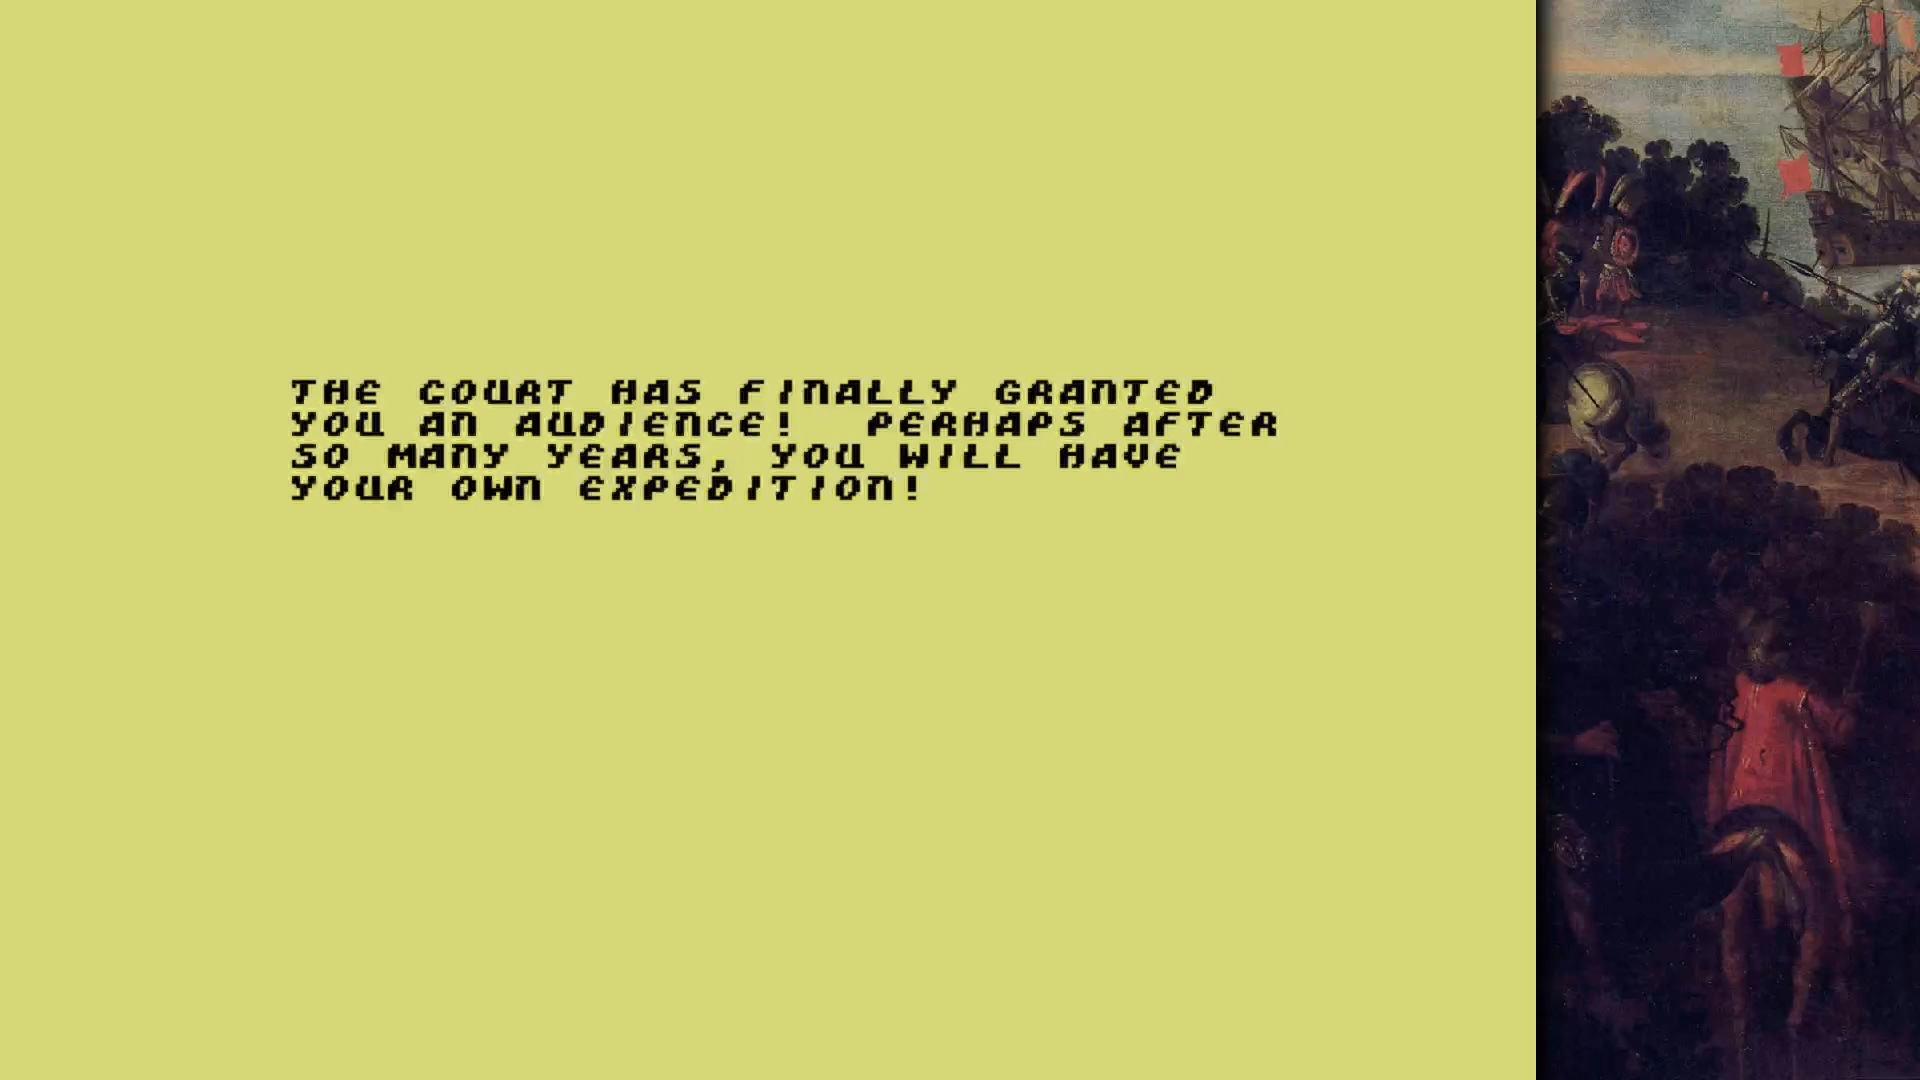 THE COURT HAS FINALLY GRANTED
YOU AN AUDIENCE!  PERHAPS AFTER
SO MANY YEARS, YOU WILL HAVE
YOUR OWN EXPEDITION!